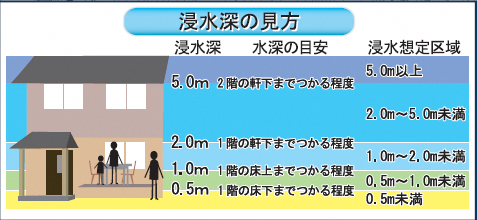 浸水深の見方
浸水深 水深の目安 浸水想定区域
5.0m以上
5.0m 2階の軒下までつかる程度
2.0m～5.0m未満
2.0m 1階の軒下までつかる程度
1.0m～2.0m未満
1.0m 1階の床上までつかる程度
0.5m～1.0m未満
0.5m 1階の床下までつかる程度
0.5m未満